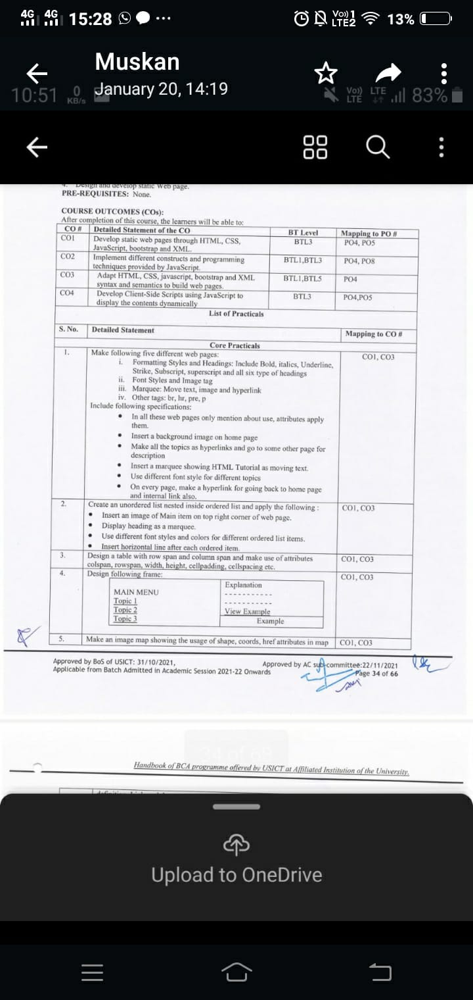 4G 4G 15:28 ... Vo)) 1 LTE2 13%
Muskan
January 20, 14:19
10:51 0 KB/s Vo)) LTE LTE 83%
4. Design and develop static Web page.
PRE-REQUISITES: None.
COURSE OUTCOMES (COs):
After completion of this course, the learners will be able to:
CO # Detailed Statement of the CO BT Level Mapping to PO #
CO1 Develop static web pages through HTML, CSS, BTL3 PO4, PO5
JavaScript, bootstrap and XML.
CO2 Implement different constructs and programming BTL1,BTL3 PO4, PO8
techniques provided by JavaScript.
CO3 Adapt HTML, CSS, javascript, bootstrap and XML BTL1,BTL5 PO4
syntax and semantics to build web pages.
CO4 Develop Client-Side Scripts using JavaScript to BTL3 PO4,PO5
display the contents dynamically
List of Practicals
S. No. Detailed Statement Mapping to CO #
Core Practicals
1. Make following five different web pages: CO1, CO3
i. Formatting Styles and Headings: Include Bold, italics, Underline,
Strike, Subscript, superscript and all six type of headings
ii. Font Styles and Image tag
iii. Marquee: Move text, image and hyperlink
iv. Other tags: br, hr, pre, p
Include following specifications:
• In all these web pages only mention about use, attributes apply
them.
• Insert a background image on home page
• Make all the topics as hyperlinks and go to some other page for
description
• Insert a marquee showing HTML Tutorial as moving text.
• Use different font style for different topics
• On every page, make a hyperlink for going back to home page
and internal link also.
2. Create an unordered list nested inside ordered list and apply the following : CO1, CO3
• Insert an image of Main item on top right corner of web page.
• Display heading as a marquee.
• Use different font styles and colors for different ordered list items.
• Insert horizontal line after each ordered item.
3. Design a table with row span and column span and make use of attributes CO1, CO3
colspan, rowspan, width, height, cellpadding, cellspacing etc.
4. Design following frame: CO1, CO3
Explanation
MAIN MENU - - - - - - - - - - -
Topic 1 - - - - - - - - - - -
Topic 2 View Example
Topic 3 Example
5. Make an image map showing the usage of shape, coords, href attributes in map CO1, CO3
Approved by BoS of USICT: 31/10/2021, Approved by AC sub-committee:22/11/2021
Applicable from Batch Admitted in Academic Session 2021-22 Onwards Page 34 of 66
34 of 68
Handbook of BCA programme offered by USICT at Affiliated Institution of the University.
Upload to OneDrive